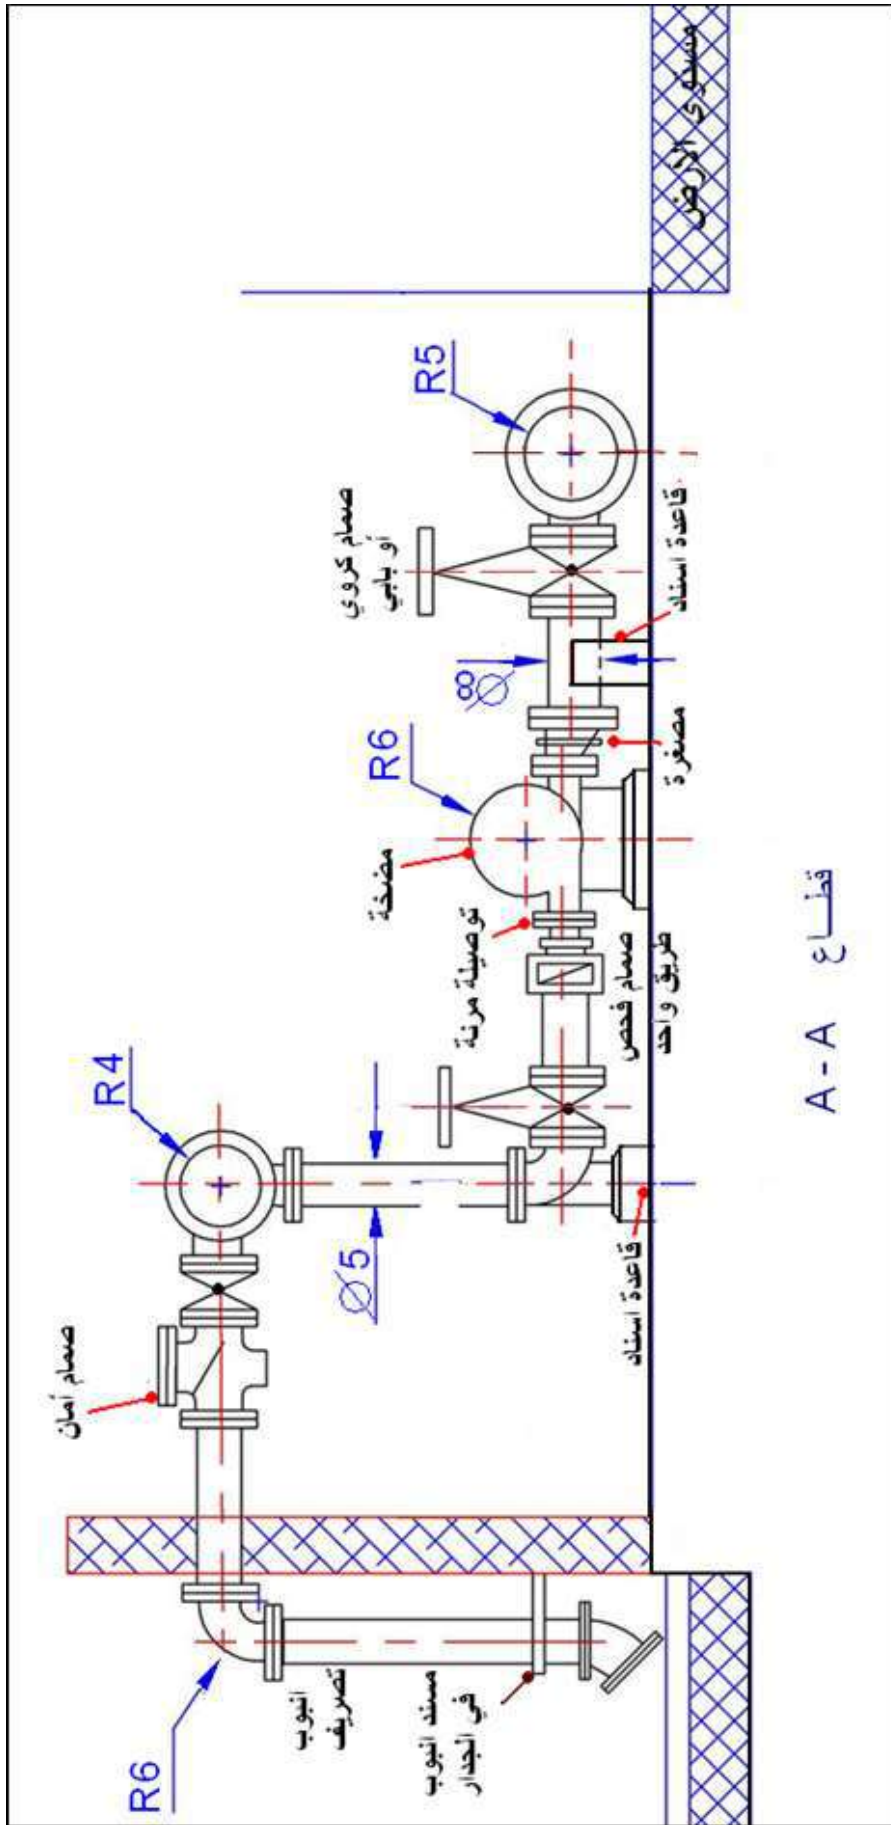 R6
انبوب
تصريف
مسند انبوب
في الجدار
صمام أمان
R4
Ø5
قاعدة اسناد
توصيلة مرنة
صمام فحص
طريق واحد
مضخة
R6
مصغرة
Ø8
قاعدة اسناد
صمام كروي
أو بابي
R5
مستوى الأرض
قطاع A-A